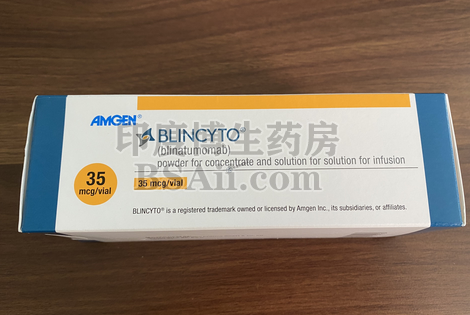 AMGEN®
BLINCYTO®
(blinatumomab)
powder for concentrate and solution for solution for infusion
35 mcg/vial
35
mcg/vial
BLINCYTO® is a registered trademark owned or licensed by Amgen Inc., its subsidiaries, or affiliates.
印度博生药房
BSAii.com